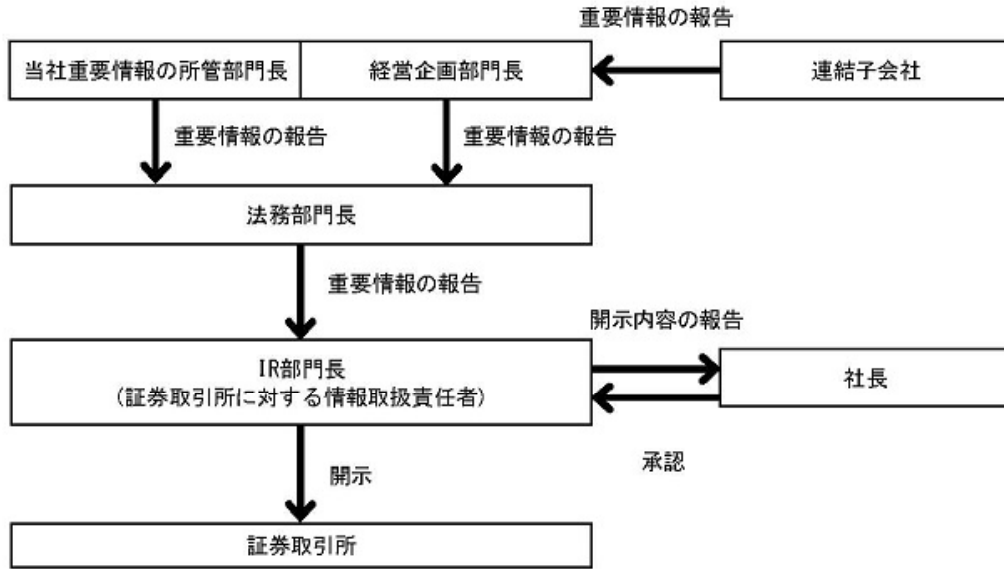 重要情報の報告
当社重要情報の所管部門長
経営企画部門長
連結子会社
重要情報の報告
重要情報の報告
法務部門長
重要情報の報告
開示内容の報告
IR部門長
(証券取引所に対する情報取扱責任者)
社長
承認
開示
証券取引所